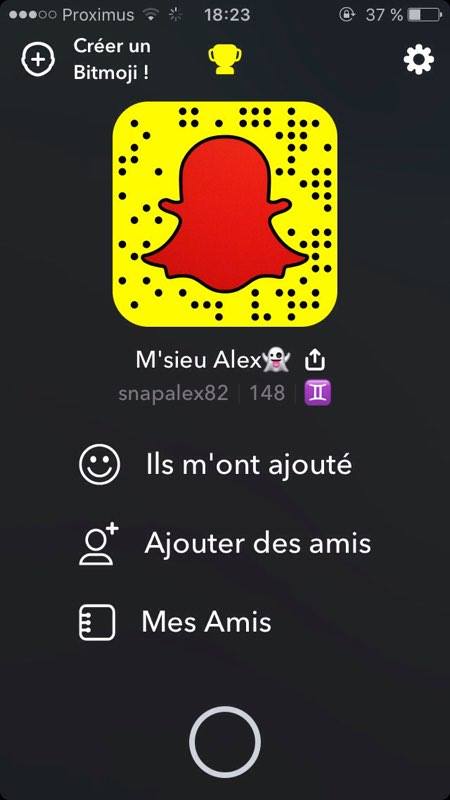 Proximus 18:23 37 %
Créer un
Bitmoji !
M'sieu Alex👻
snapalex82 | 148 | ♊
Ils m'ont ajouté
Ajouter des amis
Mes Amis